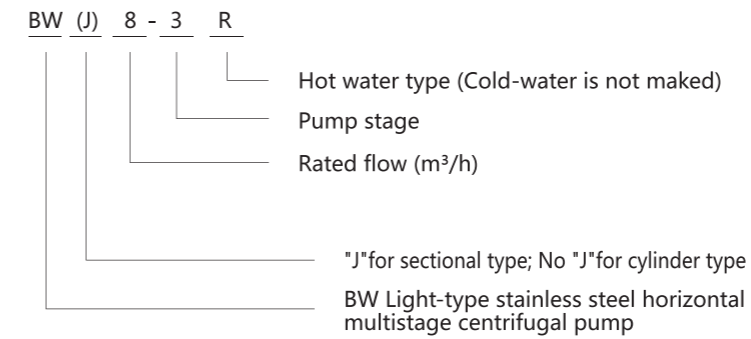 BW (J) 8 - 3 R
Hot water type (Cold-water is not maked)
Pump stage
Rated flow (m³/h)
"J"for sectional type; No "J"for cylinder type
BW Light-type stainless steel horizontal
multistage centrifugal pump